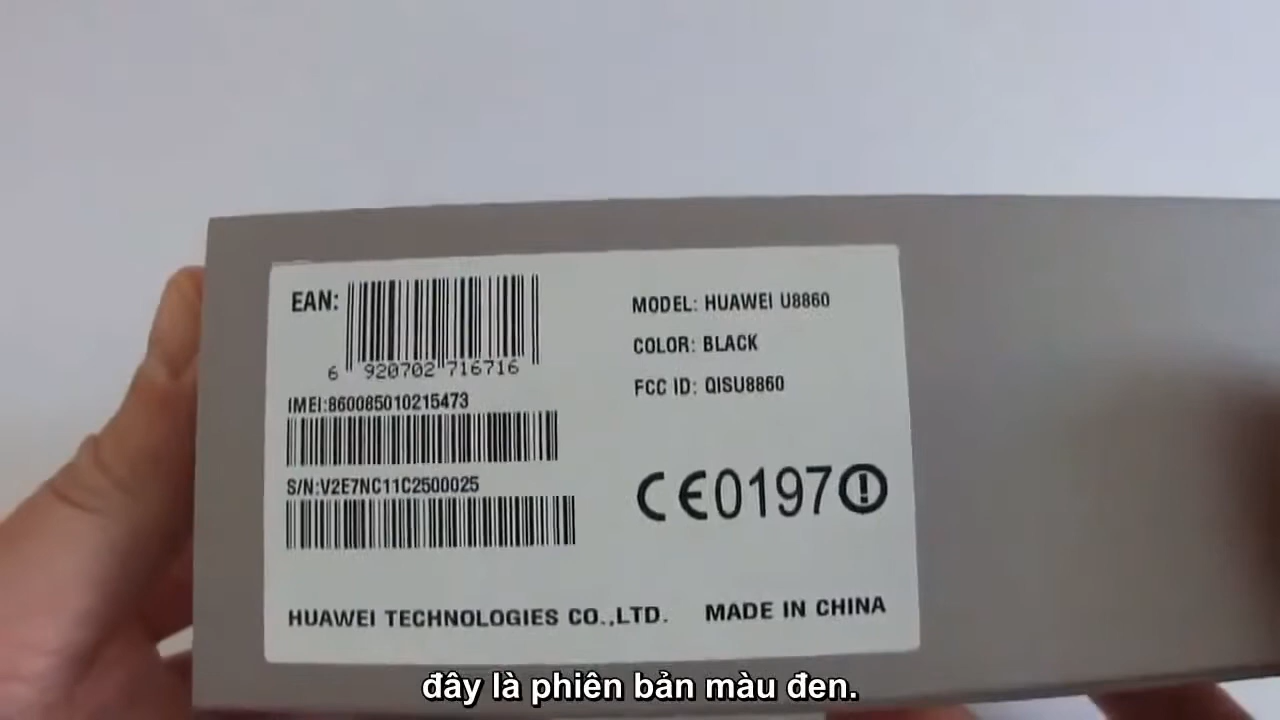 EAN:
6 920702 716716
IMEI:860085010215473
S/N:V2E7NC11C2500025
MODEL: HUAWEI U8860
COLOR: BLACK
FCC ID: QISU8860
CE0197
HUAWEI TECHNOLOGIES CO.,LTD. MADE IN CHINA
đây là phiên bản màu đen.